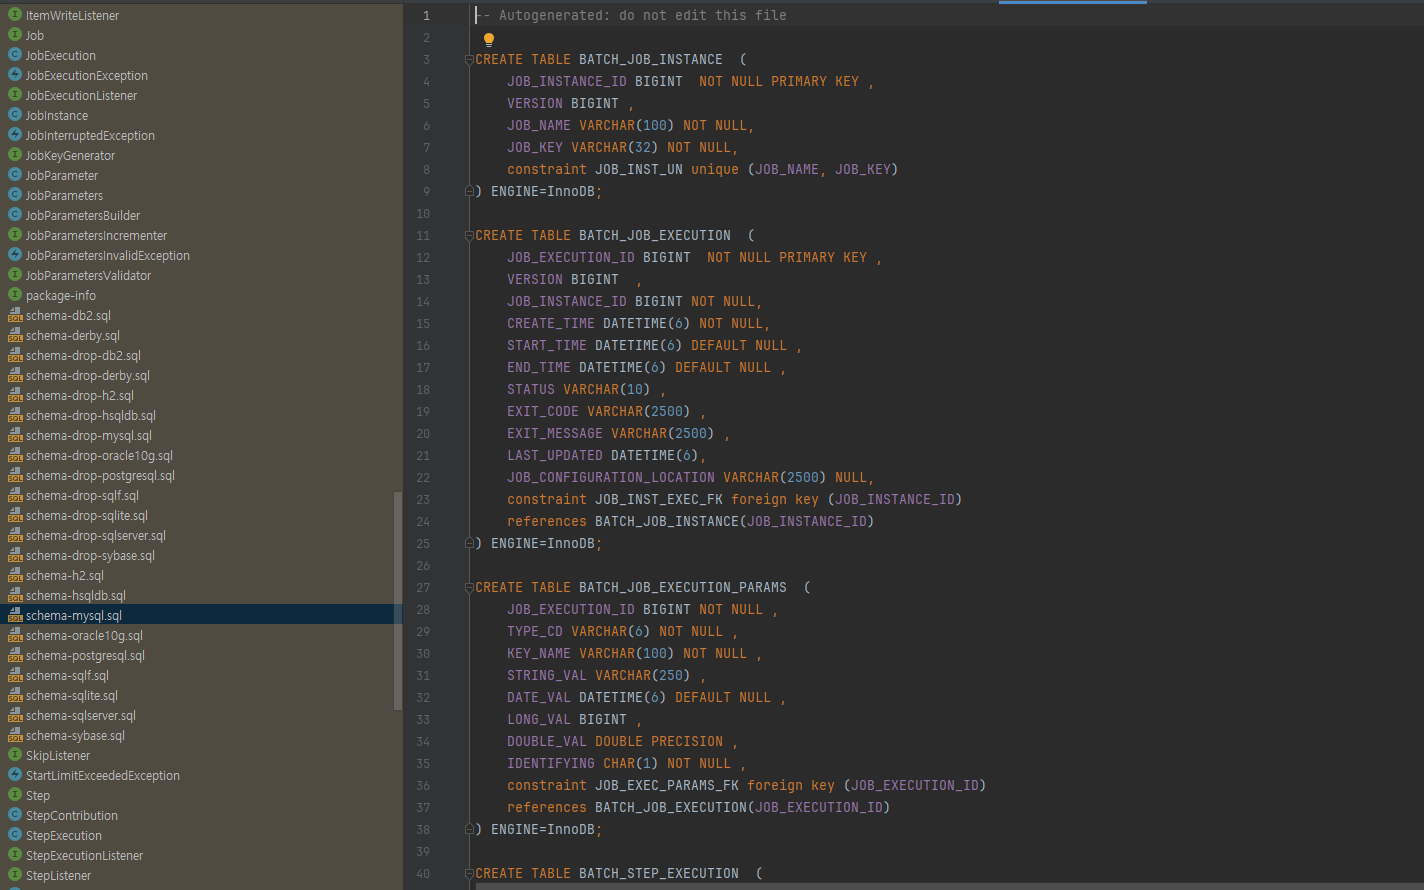 ItemWriteListener
Job
JobExecution
JobExecutionException
JobExecutionListener
JobInstance
JobInterruptedException
JobKeyGenerator
JobParameter
JobParameters
JobParametersBuilder
JobParametersIncrementer
JobParametersInvalidException
JobParametersValidator
package-info
schema-db2.sql
schema-derby.sql
schema-drop-db2.sql
schema-drop-derby.sql
schema-drop-h2.sql
schema-drop-hsqldb.sql
schema-drop-mysql.sql
schema-drop-oracle10g.sql
schema-drop-postgresql.sql
schema-drop-sqlf.sql
schema-drop-sqlite.sql
schema-drop-sqlserver.sql
schema-drop-sybase.sql
schema-h2.sql
schema-hsqldb.sql
schema-mysql.sql
schema-oracle10g.sql
schema-postgresql.sql
schema-sqlf.sql
schema-sqlite.sql
schema-sqlserver.sql
schema-sybase.sql
SkipListener
StartLimitExceededException
Step
StepContribution
StepExecution
StepExecutionListener
StepListener
1 -- Autogenerated: do not edit this file
2
3 CREATE TABLE BATCH_JOB_INSTANCE  (
4 JOB_INSTANCE_ID BIGINT  NOT NULL PRIMARY KEY ,
5 VERSION BIGINT ,
6 JOB_NAME VARCHAR(100) NOT NULL,
7 JOB_KEY VARCHAR(32) NOT NULL,
8 constraint JOB_INST_UN unique (JOB_NAME, JOB_KEY)
9 ) ENGINE=InnoDB;
10
11 CREATE TABLE BATCH_JOB_EXECUTION  (
12 JOB_EXECUTION_ID BIGINT  NOT NULL PRIMARY KEY ,
13 VERSION BIGINT  ,
14 JOB_INSTANCE_ID BIGINT NOT NULL,
15 CREATE_TIME DATETIME(6) NOT NULL,
16 START_TIME DATETIME(6) DEFAULT NULL ,
17 END_TIME DATETIME(6) DEFAULT NULL ,
18 STATUS VARCHAR(10) ,
19 EXIT_CODE VARCHAR(2500) ,
20 EXIT_MESSAGE VARCHAR(2500) ,
21 LAST_UPDATED DATETIME(6),
22 JOB_CONFIGURATION_LOCATION VARCHAR(2500) NULL,
23 constraint JOB_INST_EXEC_FK foreign key (JOB_INSTANCE_ID)
24 references BATCH_JOB_INSTANCE(JOB_INSTANCE_ID)
25 ) ENGINE=InnoDB;
26
27 CREATE TABLE BATCH_JOB_EXECUTION_PARAMS  (
28 JOB_EXECUTION_ID BIGINT NOT NULL ,
29 TYPE_CD VARCHAR(6) NOT NULL ,
30 KEY_NAME VARCHAR(100) NOT NULL ,
31 STRING_VAL VARCHAR(250) ,
32 DATE_VAL DATETIME(6) DEFAULT NULL ,
33 LONG_VAL BIGINT ,
34 DOUBLE_VAL DOUBLE PRECISION ,
35 IDENTIFYING CHAR(1) NOT NULL ,
36 constraint JOB_EXEC_PARAMS_FK foreign key (JOB_EXECUTION_ID)
37 references BATCH_JOB_EXECUTION(JOB_EXECUTION_ID)
38 ) ENGINE=InnoDB;
39
40 CREATE TABLE BATCH_STEP_EXECUTION  (